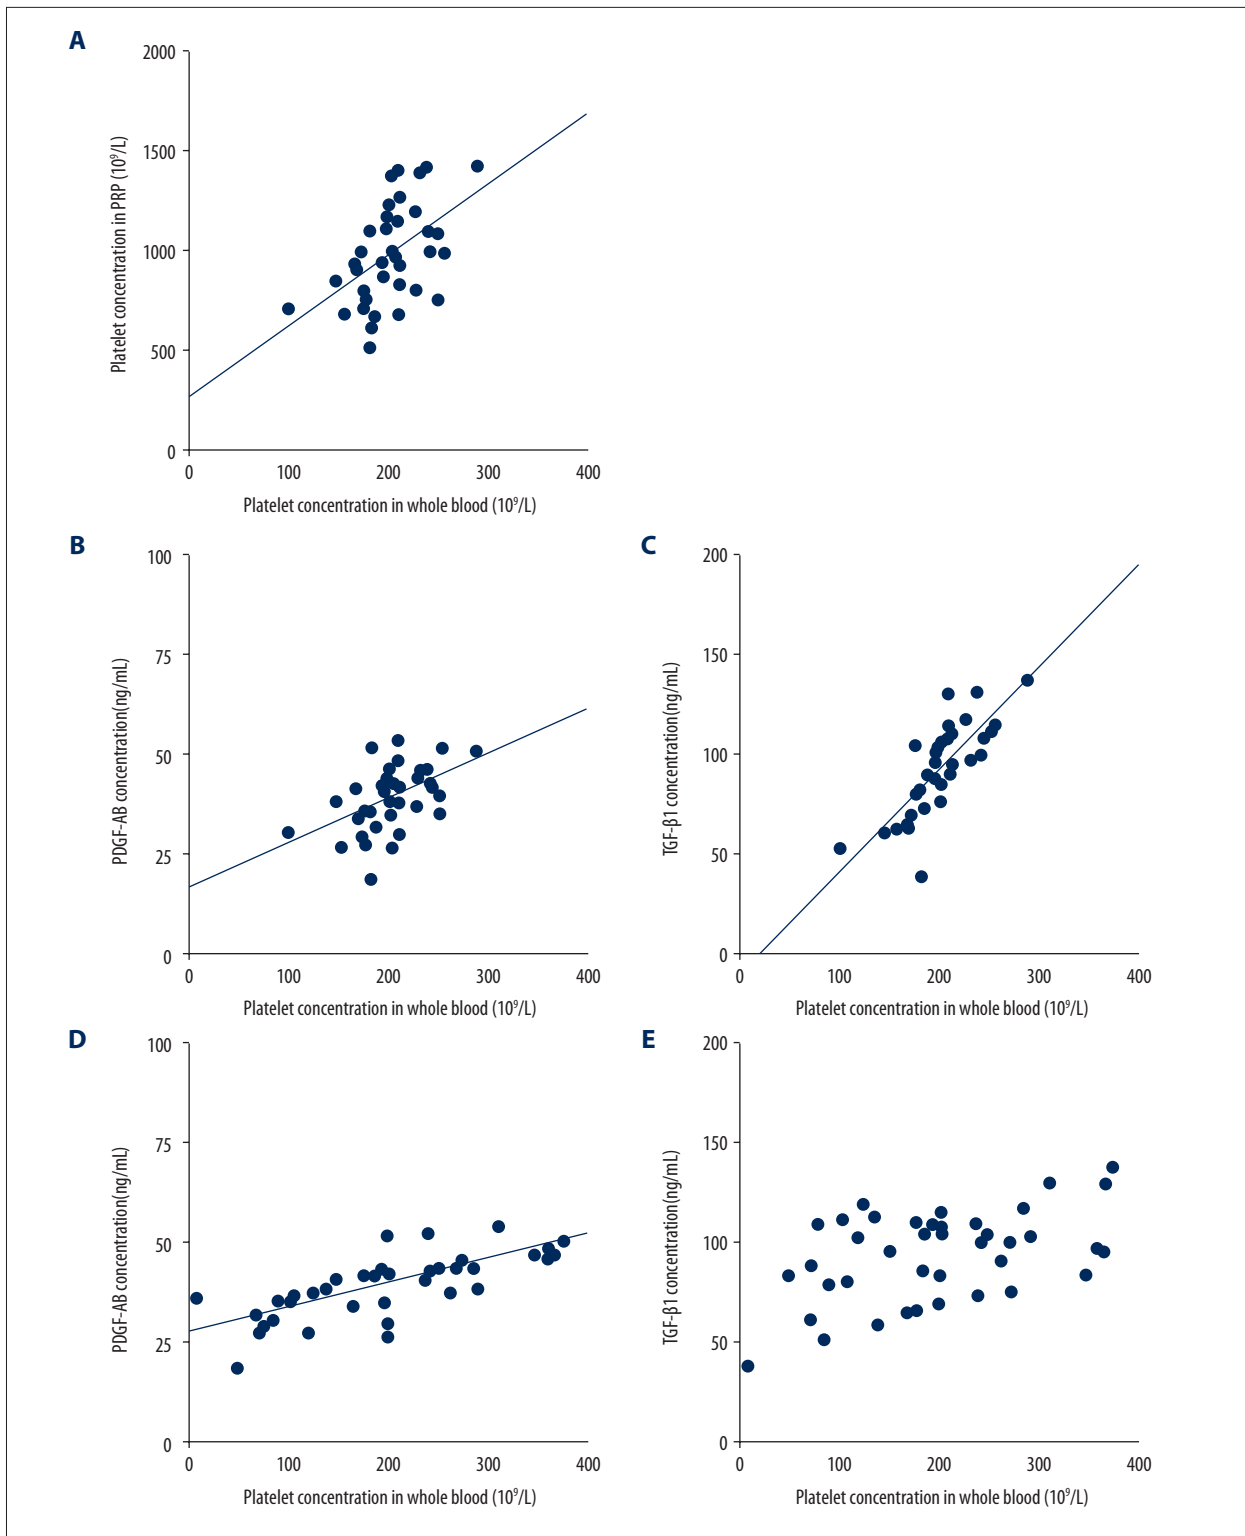 A
2000
1500
1000
500
0
Platelet concentration in PRP (10⁹/L)
0 100 200 300 400
Platelet concentration in whole blood (10⁹/L)
B
100
75
50
25
0
PDGF-AB concentration(ng/mL)
0 100 200 300 400
Platelet concentration in whole blood (10⁹/L)
C
200
150
100
50
0
TGF-β1 concentration(ng/mL)
0 100 200 300 400
Platelet concentration in whole blood (10⁹/L)
D
100
75
50
25
0
PDGF-AB concentration(ng/mL)
0 100 200 300 400
Platelet concentration in whole blood (10⁹/L)
E
200
150
100
50
0
TGF-β1 concentration(ng/mL)
0 100 200 300 400
Platelet concentration in whole blood (10⁹/L)